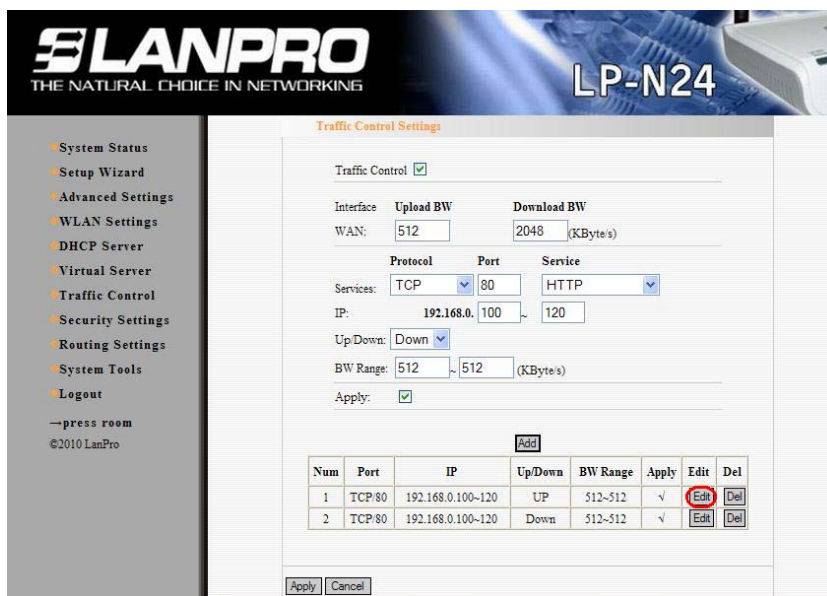 LANPRO
THE NATURAL CHOICE IN NETWORKING
LP-N24
System Status
Setup Wizard
Advanced Settings
WLAN Settings
DHCP Server
Virtual Server
Traffic Control
Security Settings
Routing Settings
System Tools
Logout
→press room
©2010 LanPro
Traffic Control Settings
Traffic Control
Interface Upload BW Download BW
WAN: 512 2048 (KByte/s)
Protocol Port Service
Services: TCP 80 HTTP
IP: 192.168.0. 100 ~ 120
Up/Down: Down
BW Range: 512 ~ 512 (KByte/s)
Apply:
Add
Num Port IP Up/Down BW Range Apply Edit Del
1 TCP/80 192.168.0.100~120 UP 512~512 √ Edit Del
2 TCP/80 192.168.0.100~120 Down 512~512 √ Edit Del
Apply Cancel